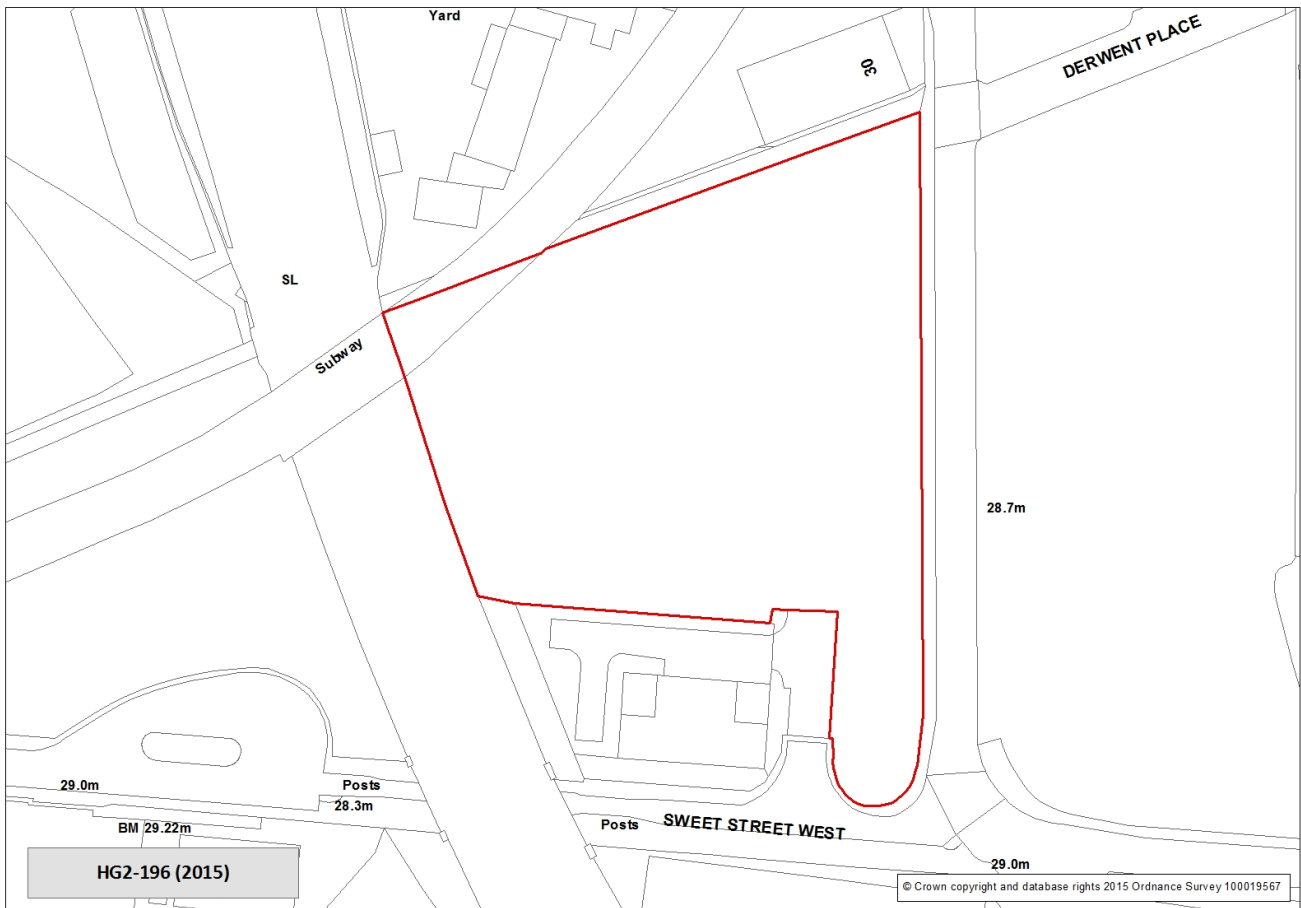 Yard
DERWENT PLACE
30
SL
Subway
28.7m
29.0m
Posts
28.3m
BM 29.22m
Posts
SWEET STREET WEST
29.0m
HG2-196 (2015)
© Crown copyright and database rights 2015 Ordnance Survey 100019567